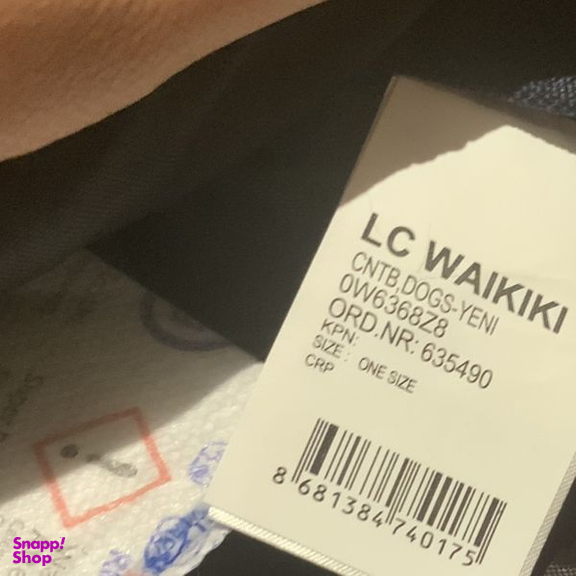 LC WAIKIKI
CNTB,DOGS-YENI
0W6368Z8
ORD.NR: 635490
KPN:
SIZE : ONE SIZE
CRP
8 681384 740175
Snapp!
Shop